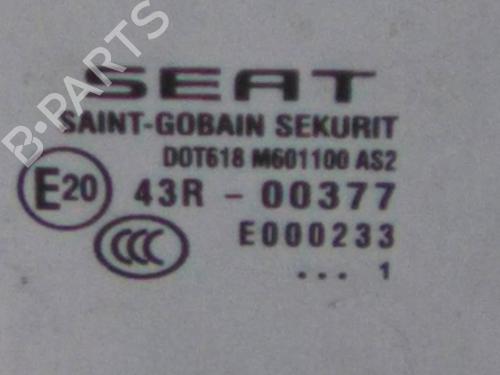 B-PARTS
SEAT
SAINT-GOBAIN SEKURIT
DOT618 M601100 AS2
E20 43R - 00377
CCC E000233
... 1